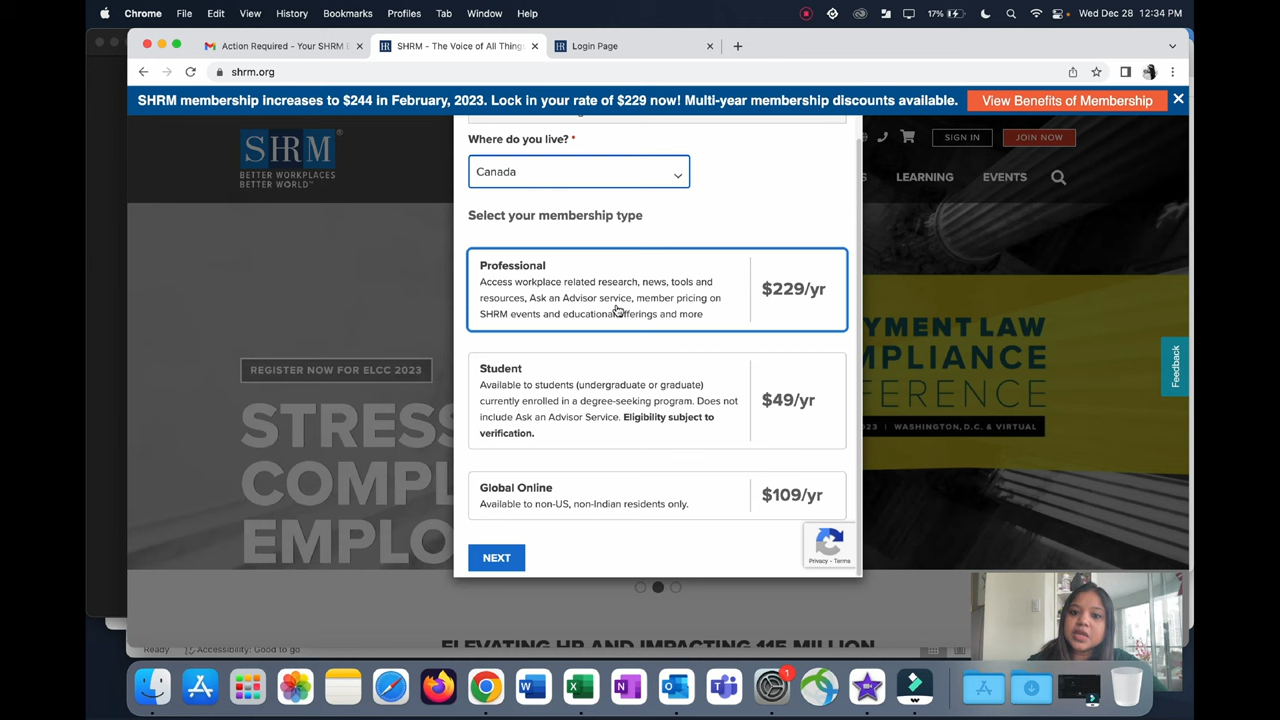 Chrome File Edit View History Bookmarks Profiles Tab Window Help
17% Wed Dec 28 12:34 PM
Action Required - Your SHRM
SHRM - The Voice of All Thing
Login Page
shrm.org
SHRM membership increases to $244 in February, 2023. Lock in your rate of $229 now! Multi-year membership discounts available.
View Benefits of Membership
SHRM
BETTER WORKPLACES
BETTER WORLD™
SIGN IN
JOIN NOW
LEARNING
EVENTS
Where do you live? *
Canada
Select your membership type
Professional
Access workplace related research, news, tools and
resources, Ask an Advisor service, member pricing on
SHRM events and educational offerings and more
$229/yr
Student
Available to students (undergraduate or graduate)
currently enrolled in a degree-seeking program. Does not
include Ask an Advisor Service. Eligibility subject to
verification.
$49/yr
Global Online
Available to non-US, non-Indian residents only.
$109/yr
NEXT
Privacy - Terms
REGISTER NOW FOR ELCC 2023
STRESS
COMPL
EMPLO
YMENT LAW
MPLIANCE
FERENCE
023 | WASHINGTON, D.C. & VIRTUAL
Feedback
ELEVATING HR AND IMPACTING 115 MILLION
Ready
Accessibility: Good to go
1